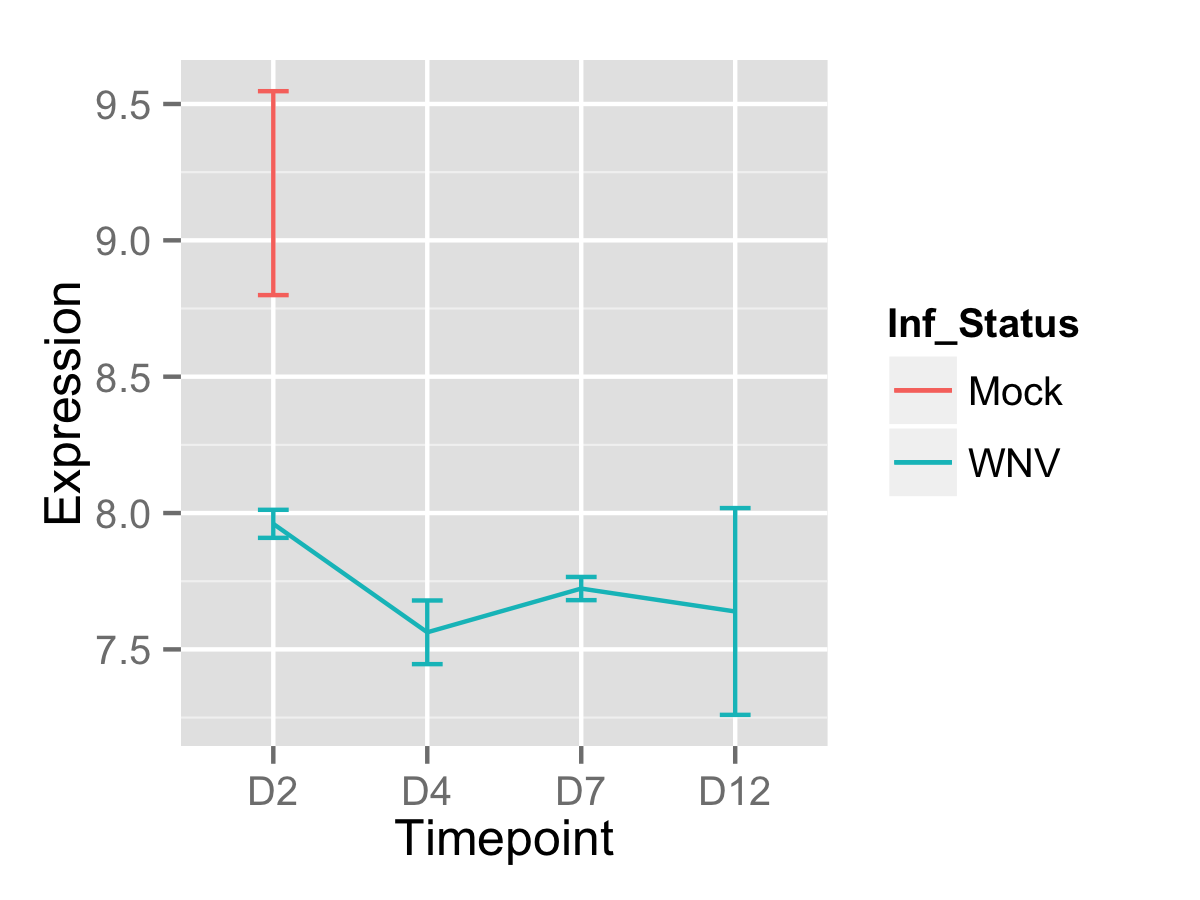 9.5
9.0
8.5
8.0
7.5
Expression
D2 D4 D7 D12
Timepoint
Inf_Status
Mock
WNV